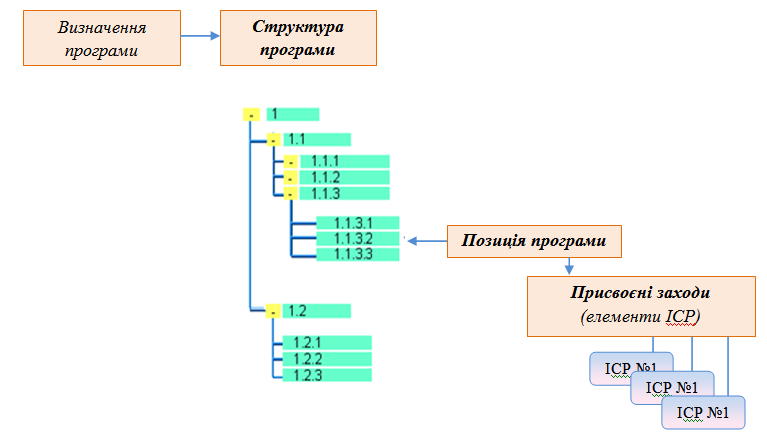 Визначення
програми
Структура
програми
- 1
- 1.1
- 1.1.1
- 1.1.2
- 1.1.3
1.1.3.1
1.1.3.2
1.1.3.3
Позиція програми
Присвоєні заходи
(елементи ІСР)
- 1.2
1.2.1
1.2.2
1.2.3
ІСР №1
ІСР №1
ІСР №1